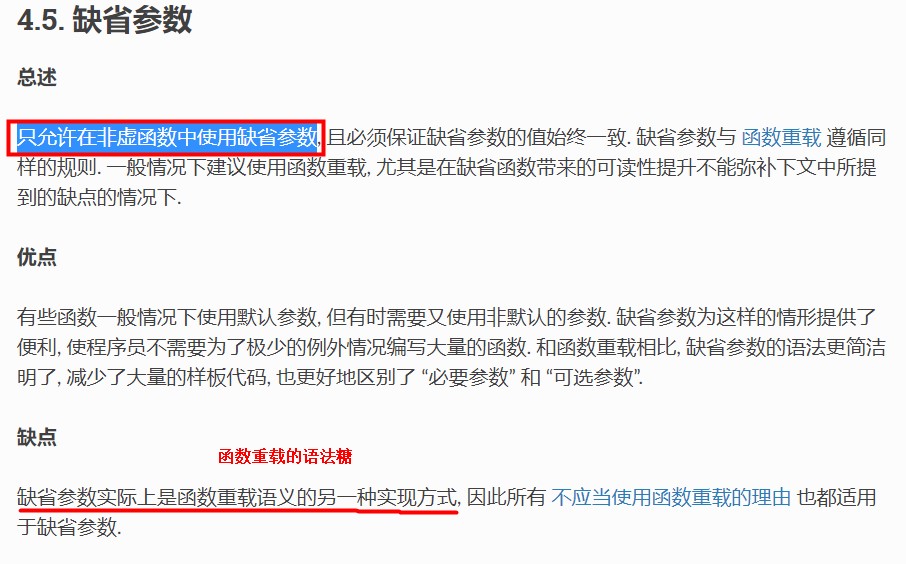 4.5. 缺省参数
总述
只允许在非虚函数中使用缺省参数, 且必须保证缺省参数的值始终一致. 缺省参数与 函数重载 遵循同
样的规则. 一般情况下建议使用函数重载, 尤其是在缺省函数带来的可读性提升不能弥补下文中所提
到的缺点的情况下.
优点
有些函数一般情况下使用默认参数, 但有时需要又使用非默认的参数. 缺省参数为这样的情形提供了
便利, 使程序员不需要为了极少的例外情况编写大量的函数. 和函数重载相比, 缺省参数的语法更简洁
明了, 减少了大量的样板代码, 也更好地区别了 “必要参数” 和 “可选参数”.
缺点
函数重载的语法糖
缺省参数实际上是函数重载语义的另一种实现方式, 因此所有 不应当使用函数重载的理由 也都适用
于缺省参数.